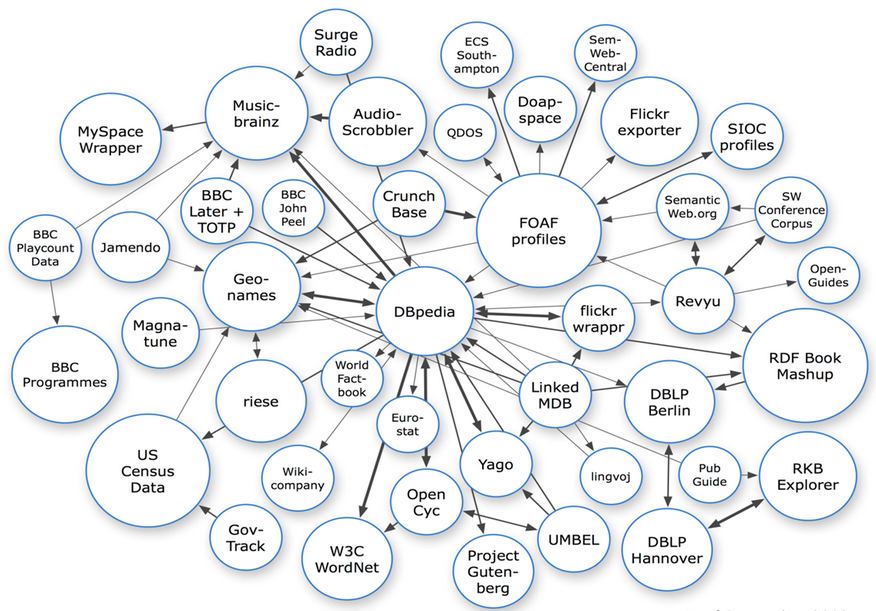 Surge
Radio
ECS
South-
ampton
Sem-
Web-
Central
Music-
brainz
Audio-
Scrobbler
Doap-
space
Flickr
exporter
MySpace
Wrapper
QDOS
SIOC
profiles
BBC
Later +
TOTP
BBC
John
Peel
Crunch
Base
FOAF
profiles
Semantic
Web.org
SW
Conference
Corpus
BBC
Playcount
Data
Jamendo
Geo-
names
DBpedia
flickr
wrappr
Revyu
Open-
Guides
Magna-
tune
BBC
Programmes
riese
World
Fact-
book
Linked
MDB
DBLP
Berlin
RDF Book
Mashup
Euro-
stat
US
Census
Data
Wiki-
company
Yago
lingvoj
Pub
Guide
RKB
Explorer
Open
Cyc
Gov-
Track
W3C
WordNet
Project
Guten-
berg
UMBEL
DBLP
Hannover